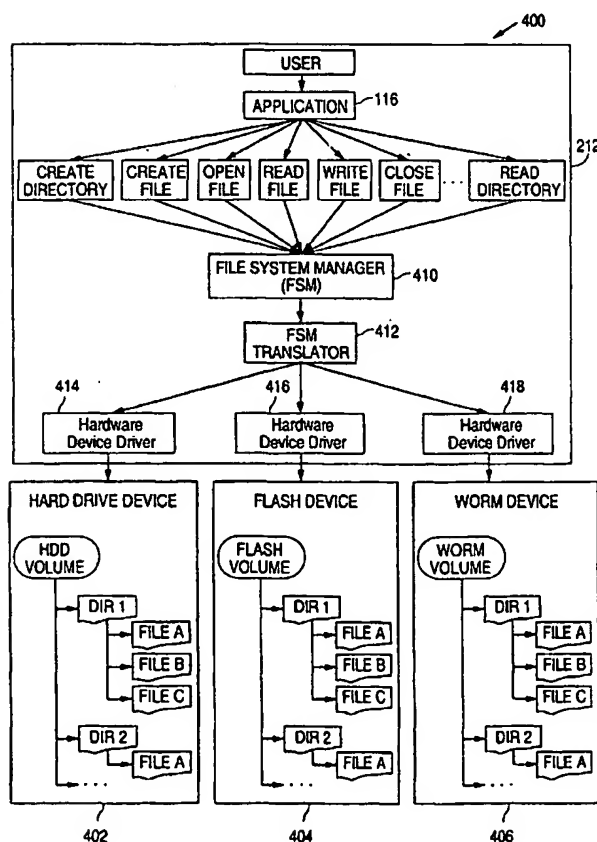 400
USER
APPLICATION
116
212
CREATE DIRECTORY
CREATE FILE
OPEN FILE
READ FILE
WRITE FILE
CLOSE FILE
. . . .
READ DIRECTORY
FILE SYSTEM MANAGER
(FSM)
410
FSM
TRANSLATOR
412
414
Hardware
Device Driver
416
Hardware
Device Driver
418
Hardware
Device Driver
HARD DRIVE DEVICE
HDD
VOLUME
DIR 1
FILE A
FILE B
FILE C
DIR 2
FILE A
. . . .
402
FLASH DEVICE
FLASH
VOLUME
DIR 1
FILE A
FILE B
FILE C
DIR 2
FILE A
. . . .
404
WORM DEVICE
WORM
VOLUME
DIR 1
FILE A
FILE B
FILE C
DIR 2
FILE A
. . . .
406